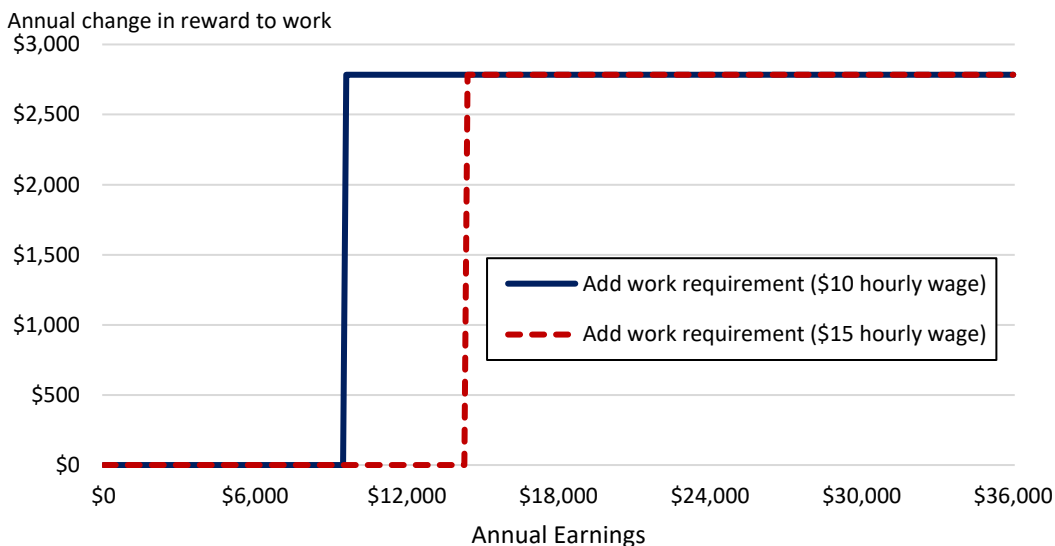 Annual change in reward to work
$3,000
$2,500
$2,000
$1,500
$1,000
$500
$0
Add work requirement ($10 hourly wage)
Add work requirement ($15 hourly wage)
$0 $6,000 $12,000 $18,000 $24,000 $30,000 $36,000
Annual Earnings